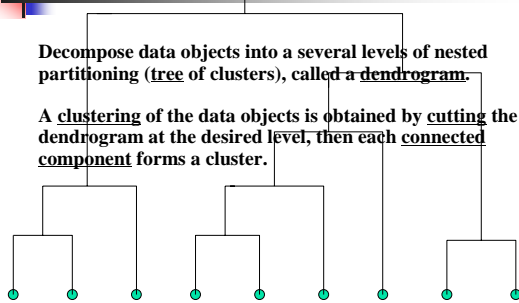 Decompose data objects into a several levels of nested
partitioning (tree of clusters), called a dendrogram.
A clustering of the data objects is obtained by cutting the
dendrogram at the desired level, then each connected
component forms a cluster.